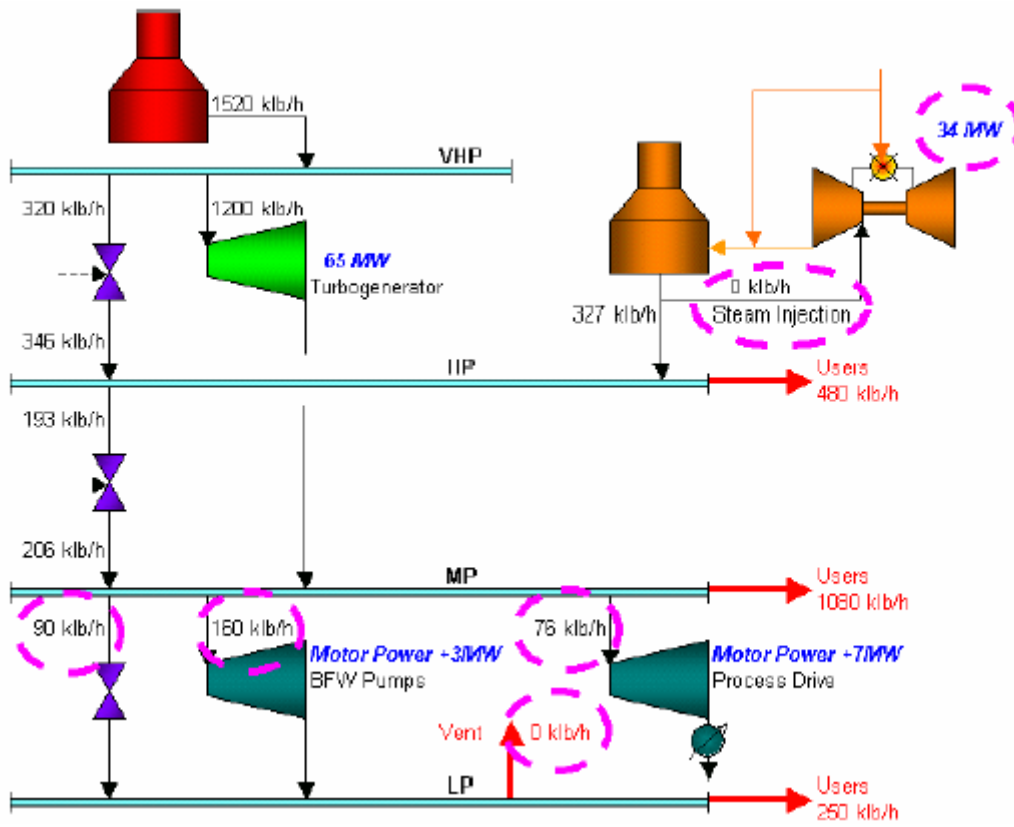 1520 klb/h
VHP
34 MW
320 klb/h
1200 klb/h
65 MW
Turbogenerator
0 klb/h
Steam Injection
346 klb/h
327 klb/h
HP
Users
480 klb/h
193 klb/h
206 klb/h
MP
Users
1080 klb/h
90 klb/h
160 klb/h
76 klb/h
Motor Power +3MW
BFW Pumps
Motor Power +7MW
Process Drive
Vent
0 klb/h
LP
Users
250 klb/h